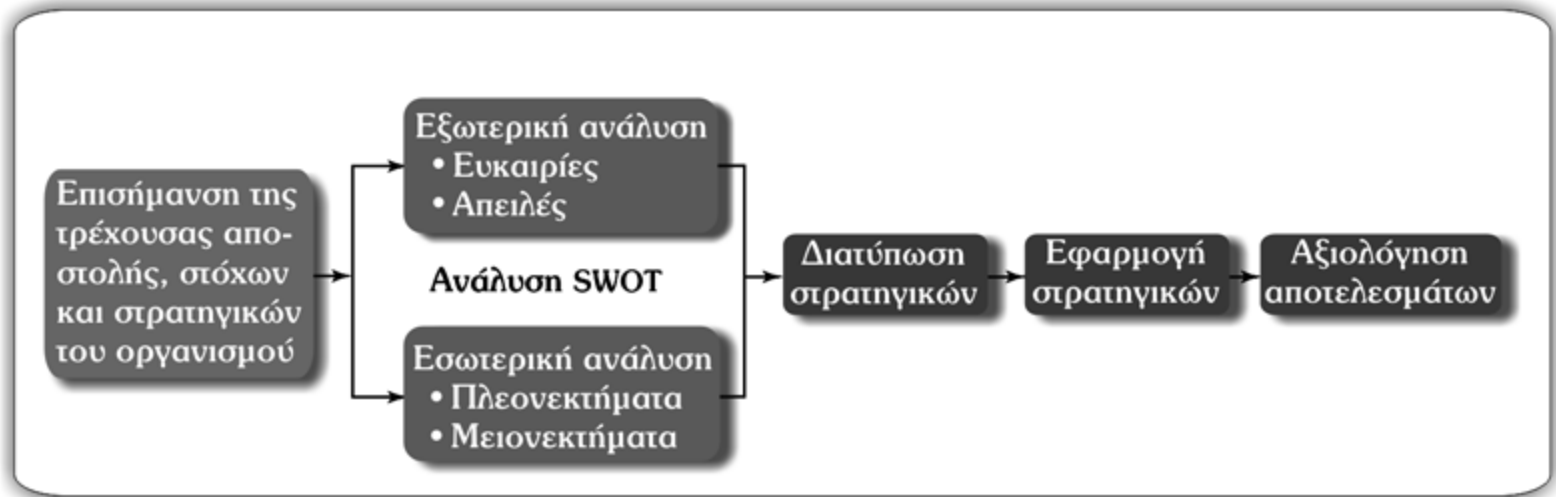 Επισήμανση της
τρέχουσας απο-
στολής, στόχων
και στρατηγικών
του οργανισμού
Εξωτερική ανάλυση
• Ευκαιρίες
• Απειλές
Ανάλυση SWOT
Εσωτερική ανάλυση
• Πλεονεκτήματα
• Μειονεκτήματα
Διατύπωση
στρατηγικών
Εφαρμογή
στρατηγικών
Αξιολόγηση
αποτελεσμάτων